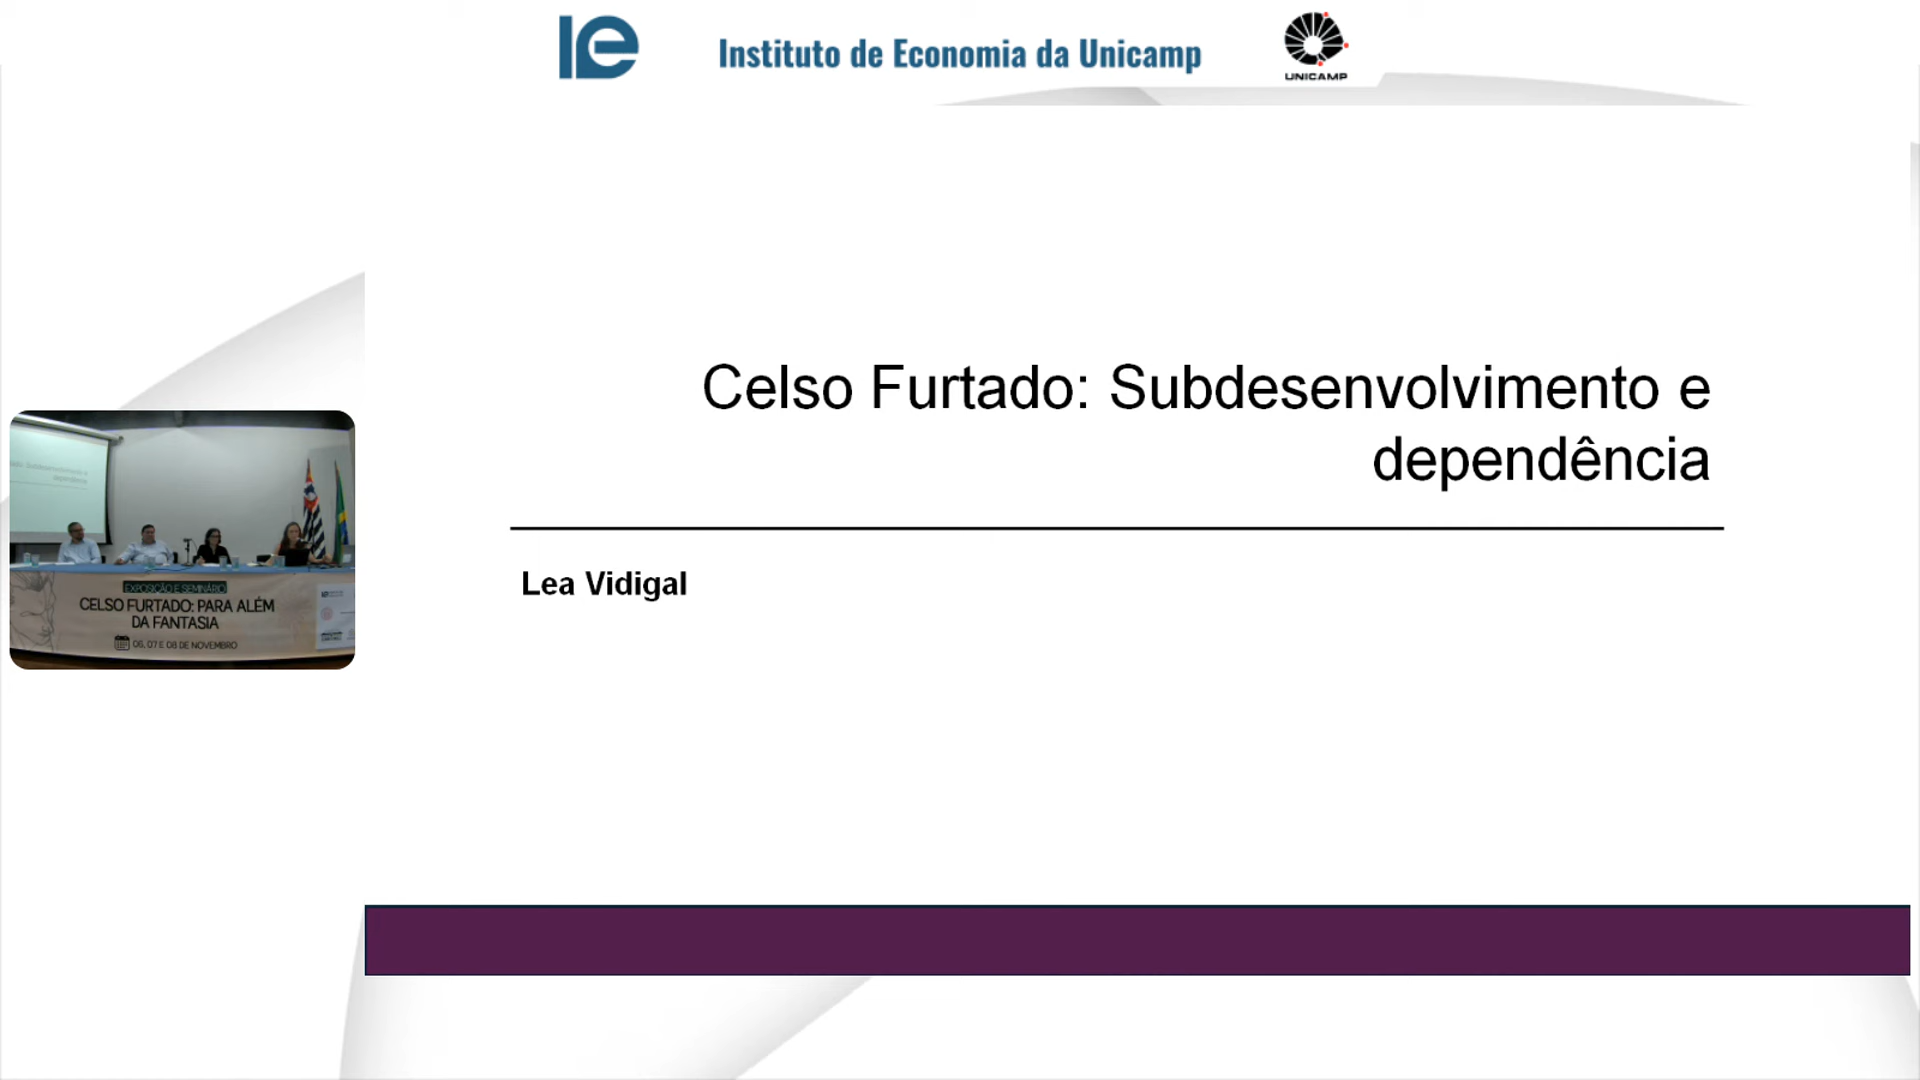 Instituto de Economia da Unicamp
UNICAMP
Celso Furtado: Subdesenvolvimento e
dependência
Lea Vidigal
EXPOSIÇÃO E SEMINÁRIO
CELSO FURTADO: PARA ALÉM
DA FANTASIA
06, 07 E 08 DE NOVEMBRO